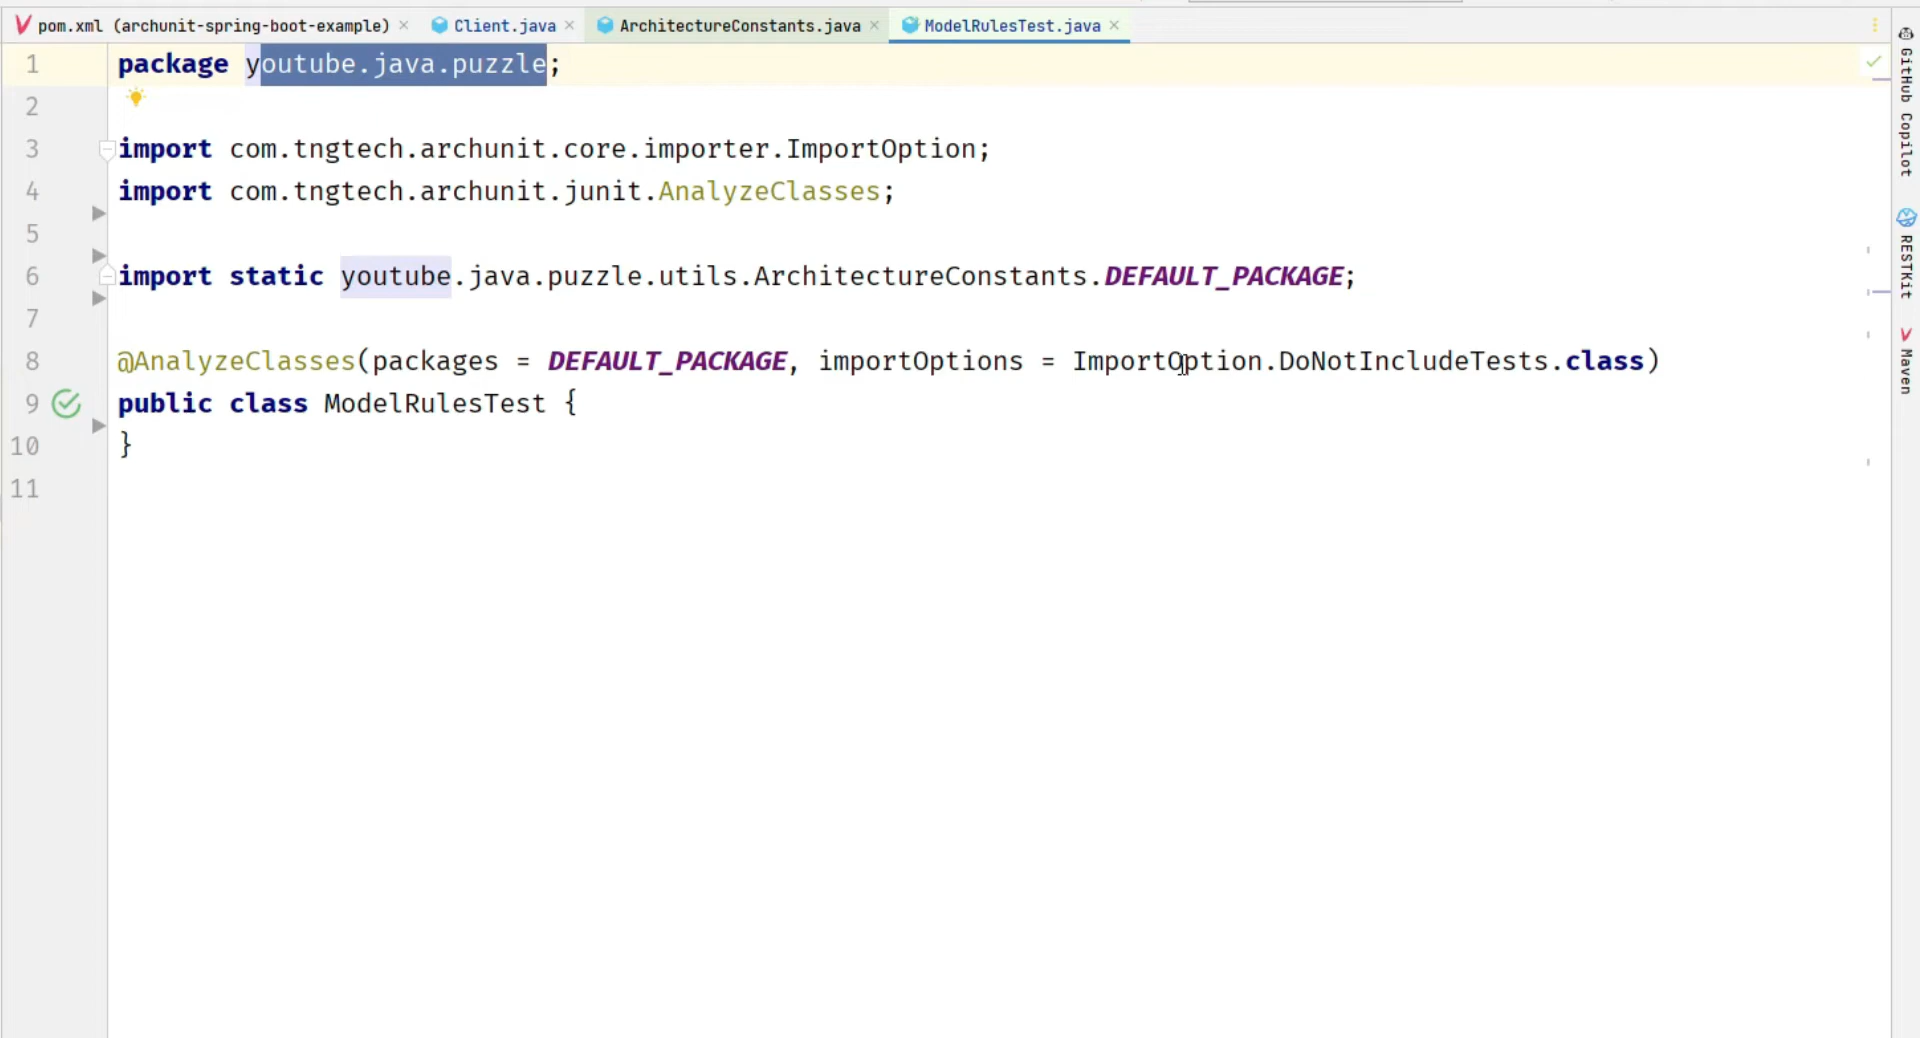 pom.xml (archunit-spring-boot-example)
Client.java
ArchitectureConstants.java
ModelRulesTest.java
1 package youtube.java.puzzle;
2
3 import com.tngtech.archunit.core.importer.ImportOption;
4 import com.tngtech.archunit.junit.AnalyzeClasses;
5
6 import static youtube.java.puzzle.utils.ArchitectureConstants.DEFAULT_PACKAGE;
7
8 @AnalyzeClasses(packages = DEFAULT_PACKAGE, importOptions = ImportOption.DoNotIncludeTests.class)
9 public class ModelRulesTest {
10 }
11
GitHub Copilot
RESTKit
Maven